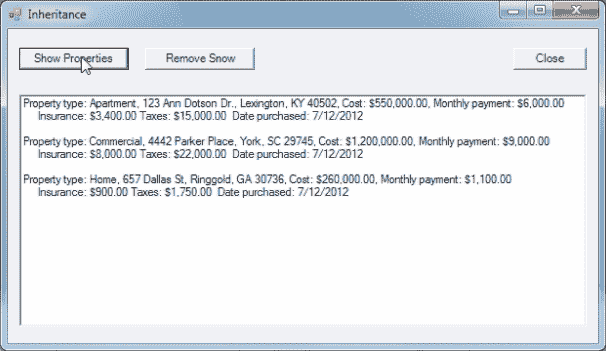 Inheritance
Show Properties Remove Snow Close
Property type: Apartment, 123 Ann Dotson Dr., Lexington, KY 40502, Cost: $550,000.00, Monthly payment: $6,000.00
Insurance: $3,400.00 Taxes: $15,000.00 Date purchased: 7/12/2012
Property type: Commercial, 4442 Parker Place, York, SC 29745, Cost: $1,200,000.00, Monthly payment: $9,000.00
Insurance: $8,000.00 Taxes: $22,000.00 Date purchased: 7/12/2012
Property type: Home, 657 Dallas St, Ringgold, GA 30736, Cost: $260,000.00, Monthly payment: $1,100.00
Insurance: $900.00 Taxes: $1,750.00 Date purchased: 7/12/2012